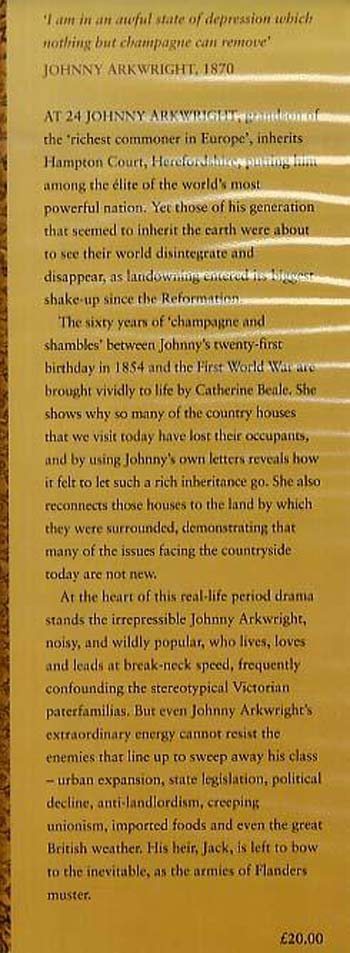 'I am in an awful state of depression which
nothing but champagne can remove'
JOHNNY ARKWRIGHT, 1870
AT 24 JOHNNY ARKWRIGHT, grandson of
the 'richest commoner in Europe', inherits
Hampton Court, Herefordshire, putting him
among the élite of the world's most
powerful nation. Yet those of his generation
that seemed to inherit the earth were about
to see their world disintegrate and
disappear, as landowning entered its biggest
shake-up since the Reformation.
The sixty years of 'champagne and
shambles' between Johnny's twenty-first
birthday in 1854 and the First World War are
brought vividly to life by Catherine Beale. She
shows why so many of the country houses
that we visit today have lost their occupants,
and by using Johnny's own letters reveals how
it felt to let such a rich inheritance go. She also
reconnects those houses to the land by which
they were surrounded, demonstrating that
many of the issues facing the countryside
today are not new.
At the heart of this real-life period drama
stands the irrepressible Johnny Arkwright,
noisy, and wildly popular, who lives, loves
and leads at break-neck speed, frequently
confounding the stereotypical Victorian
paterfamilias. But even Johnny Arkwright's
extraordinary energy cannot resist the
enemies that line up to sweep away his class
– urban expansion, state legislation, political
decline, anti-landlordism, creeping
unionism, imported foods and even the great
British weather. His heir, Jack, is left to bow
to the inevitable, as the armies of Flanders
muster.
£20.00